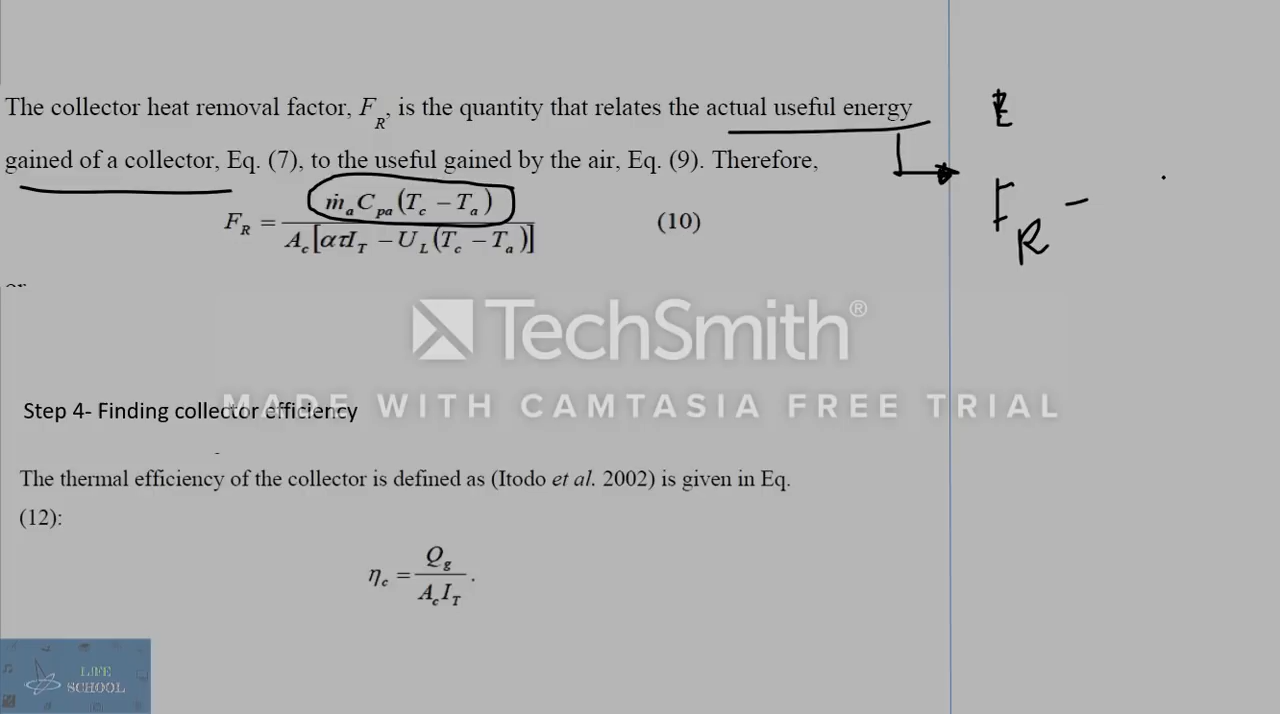 The collector heat removal factor, F_R, is the quantity that relates the actual useful energy
gained of a collector, Eq. (7), to the useful gained by the air, Eq. (9). Therefore,
F_R = ṁ_a C_pa (T_c − T_a) / A_c [ατI_T − U_L (T_c − T_a)] (10)
F_R -
TechSmith®
MADE WITH CAMTASIA FREE TRIAL
Step 4- Finding collector efficiency
The thermal efficiency of the collector is defined as (Itodo et al. 2002) is given in Eq.
(12):
η_c = Q_g / A_c I_T .
LIFE
SCHOOL